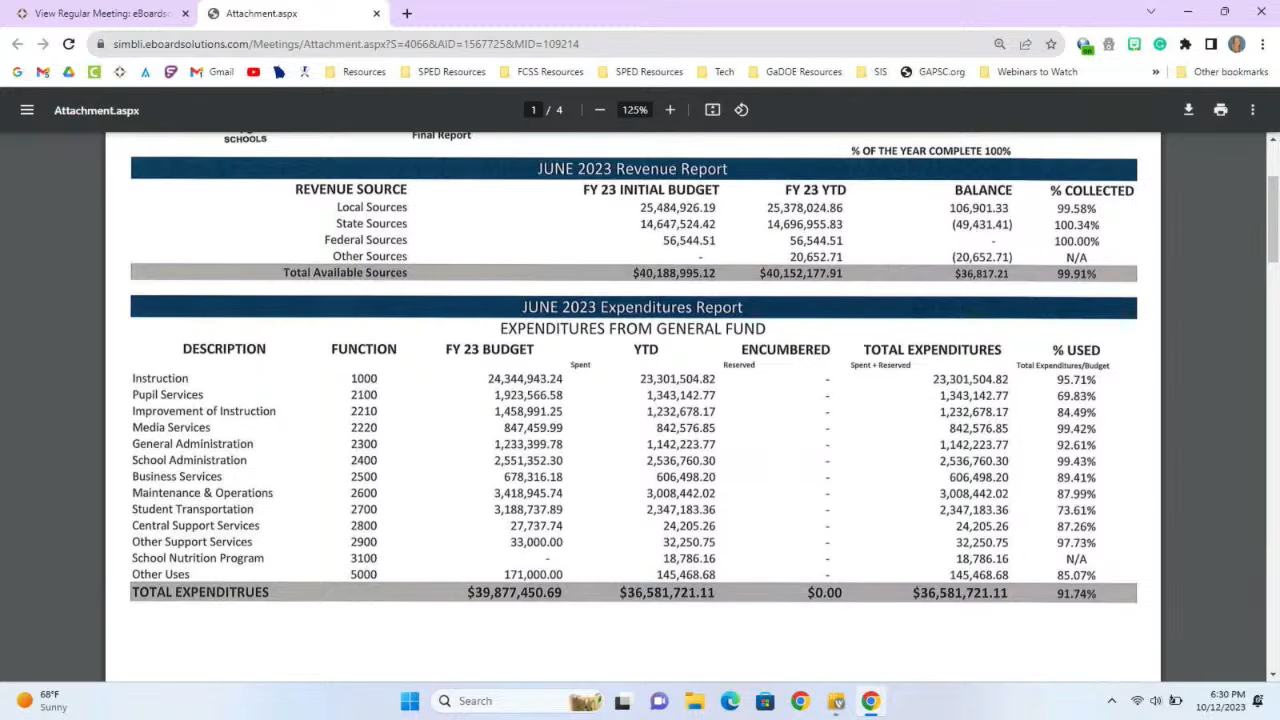 View Regular Meeting: eBoards
Attachment.aspx
simbli.eboardsolutions.com/Meetings/Attachment.aspx?S=4066&AID=1567725&MID=109214
Gmail Resources SPED Resources FCSS Resources SPED Resources Tech GaDOE Resources SIS GAPSC.org Webinars to Watch » Other bookmarks
Attachment.aspx 1 / 4 125%
SCHOOLS
Final Report
% OF THE YEAR COMPLETE 100%
JUNE 2023 Revenue Report
REVENUE SOURCE FY 23 INITIAL BUDGET FY 23 YTD BALANCE % COLLECTED
Local Sources 25,484,926.19 25,378,024.86 106,901.33 99.58%
State Sources 14,647,524.42 14,696,955.83 (49,431.41) 100.34%
Federal Sources 56,544.51 56,544.51 - 100.00%
Other Sources - 20,652.71 (20,652.71) N/A
Total Available Sources $40,188,995.12 $40,152,177.91 $36,817.21 99.91%
JUNE 2023 Expenditures Report
EXPENDITURES FROM GENERAL FUND
DESCRIPTION FUNCTION FY 23 BUDGET YTD ENCUMBERED TOTAL EXPENDITURES % USED
Spent Reserved Spent + Reserved Total Expenditures/Budget
Instruction 1000 24,344,943.24 23,301,504.82 - 23,301,504.82 95.71%
Pupil Services 2100 1,923,566.58 1,343,142.77 - 1,343,142.77 69.83%
Improvement of Instruction 2210 1,458,991.25 1,232,678.17 - 1,232,678.17 84.49%
Media Services 2220 847,459.99 842,576.85 - 842,576.85 99.42%
General Administration 2300 1,233,399.78 1,142,223.77 - 1,142,223.77 92.61%
School Administration 2400 2,551,352.30 2,536,760.30 - 2,536,760.30 99.43%
Business Services 2500 678,316.18 606,498.20 - 606,498.20 89.41%
Maintenance & Operations 2600 3,418,945.74 3,008,442.02 - 3,008,442.02 87.99%
Student Transportation 2700 3,188,737.89 2,347,183.36 - 2,347,183.36 73.61%
Central Support Services 2800 27,737.74 24,205.26 - 24,205.26 87.26%
Other Support Services 2900 33,000.00 32,250.75 - 32,250.75 97.73%
School Nutrition Program 3100 - 18,786.16 - 18,786.16 N/A
Other Uses 5000 171,000.00 145,468.68 - 145,468.68 85.07%
TOTAL EXPENDITRUES $39,877,450.69 $36,581,721.11 $0.00 $36,581,721.11 91.74%
68°F
Sunny
Search
6:30 PM
10/12/2023